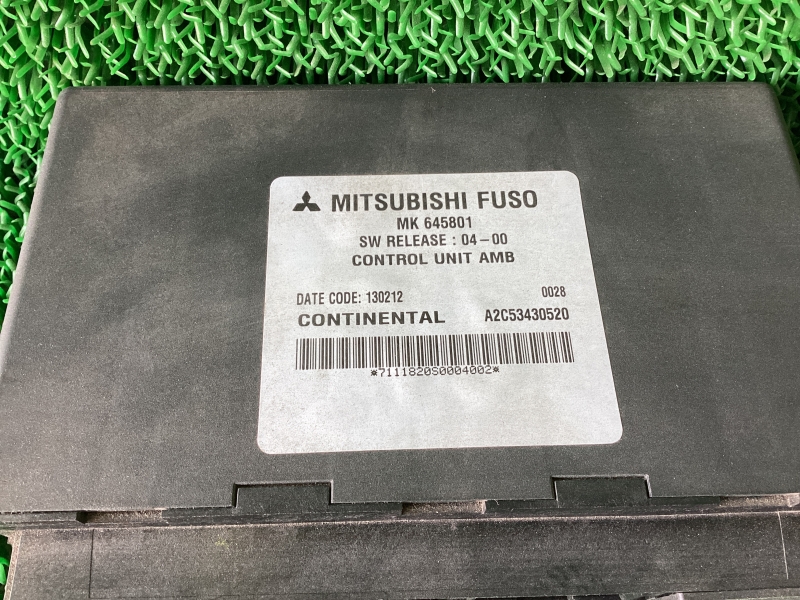 MITSUBISHI FUSO
MK 645801
SW RELEASE : 04-00
CONTROL UNIT AMB
DATE CODE: 130212 0028
CONTINENTAL A2C53430520
*7111820S0004002*